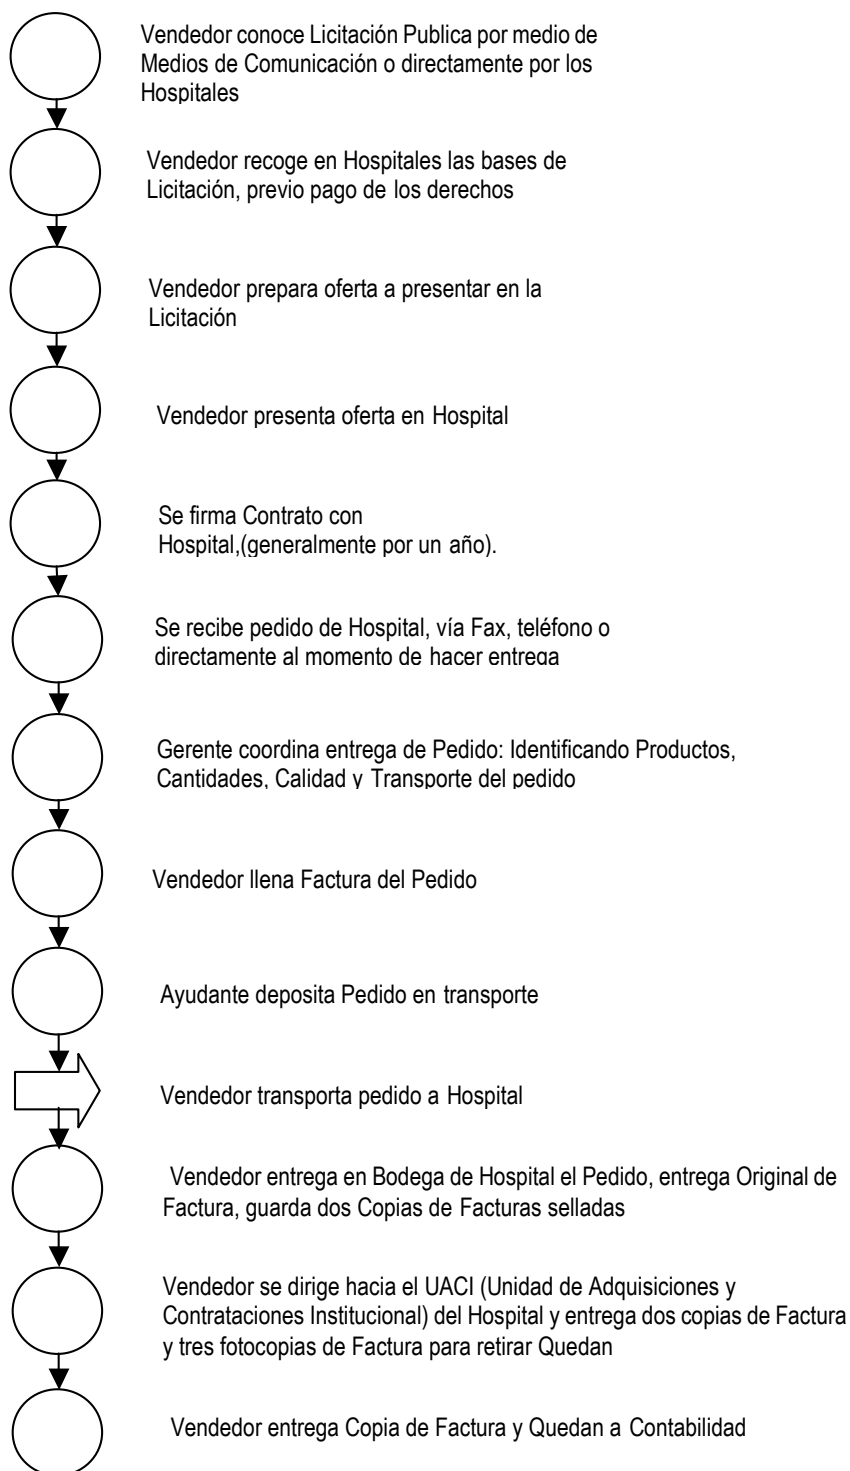 Vendedor conoce Licitación Publica por medio de
Medios de Comunicación o directamente por los
Hospitales
Vendedor recoge en Hospitales las bases de
Licitación, previo pago de los derechos
Vendedor prepara oferta a presentar en la
Licitación
Vendedor presenta oferta en Hospital
Se firma Contrato con
Hospital,(generalmente por un año).
Se recibe pedido de Hospital, vía Fax, teléfono o
directamente al momento de hacer entrega
Gerente coordina entrega de Pedido: Identificando Productos,
Cantidades, Calidad y Transporte del pedido
Vendedor llena Factura del Pedido
Ayudante deposita Pedido en transporte
Vendedor transporta pedido a Hospital
Vendedor entrega en Bodega de Hospital el Pedido, entrega Original de
Factura, guarda dos Copias de Facturas selladas
Vendedor se dirige hacia el UACI (Unidad de Adquisiciones y
Contrataciones Institucional) del Hospital y entrega dos copias de Factura
y tres fotocopias de Factura para retirar Quedan
Vendedor entrega Copia de Factura y Quedan a Contabilidad